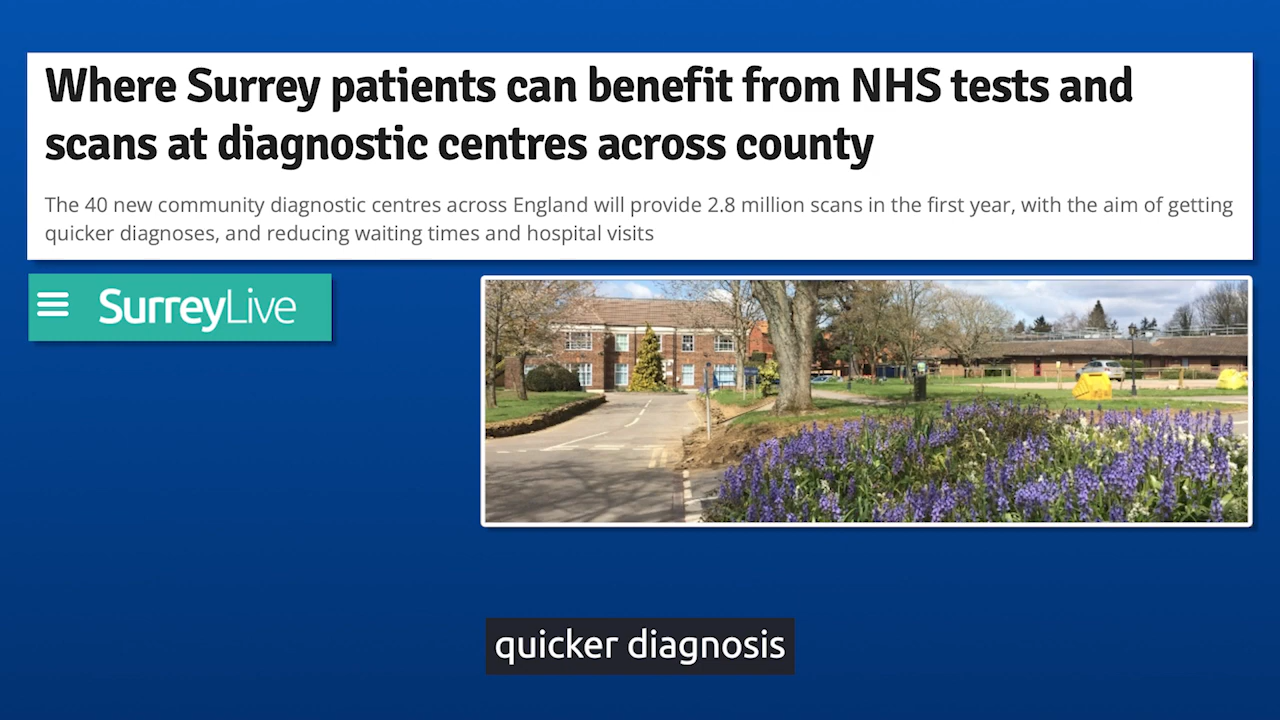 Where Surrey patients can benefit from NHS tests and
scans at diagnostic centres across county
The 40 new community diagnostic centres across England will provide 2.8 million scans in the first year, with the aim of getting
quicker diagnoses, and reducing waiting times and hospital visits
SurreyLive
quicker diagnosis